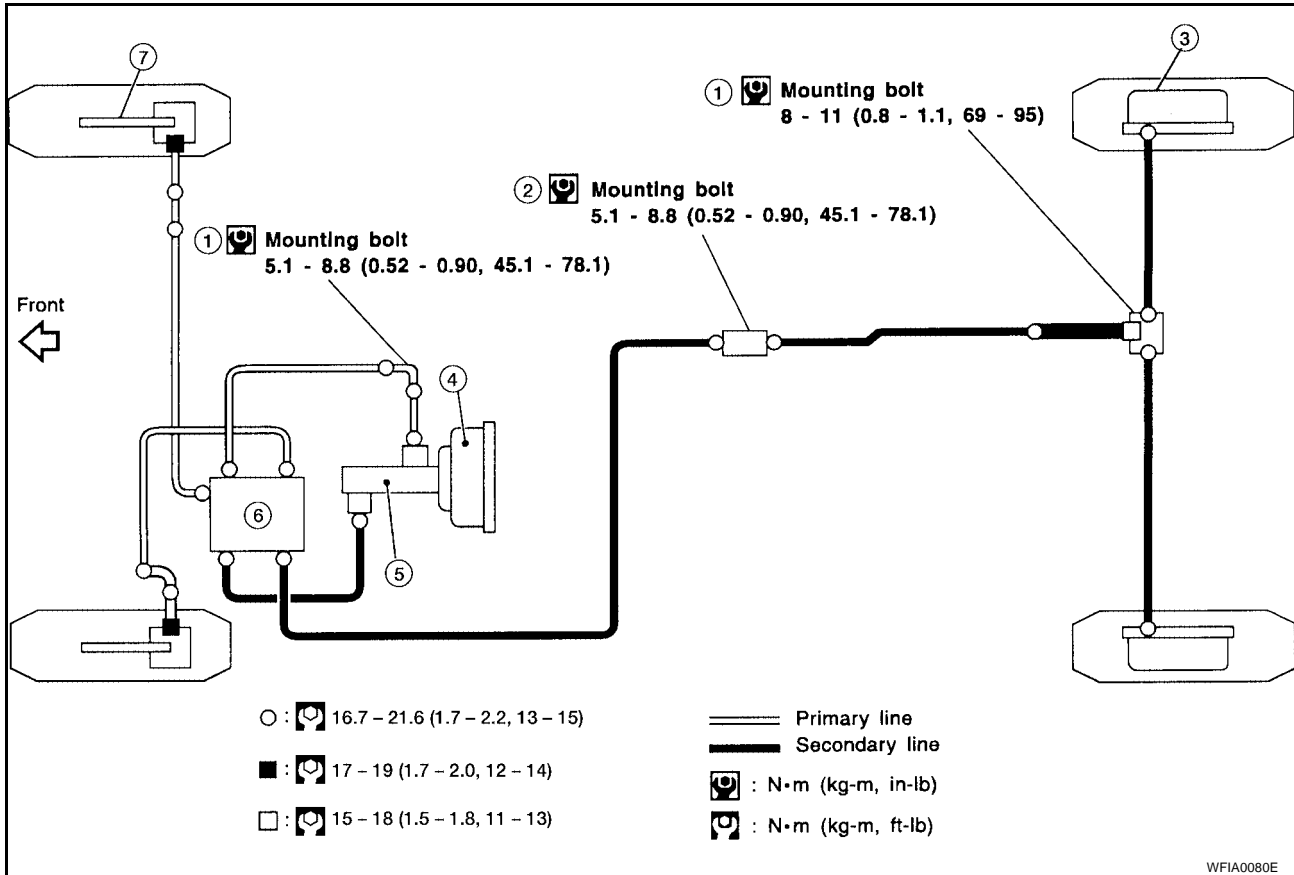 7
3
1 Mounting bolt
8 - 11 (0.8 - 1.1, 69 - 95)
2 Mounting bolt
5.1 - 8.8 (0.52 - 0.90, 45.1 - 78.1)
1 Mounting bolt
5.1 - 8.8 (0.52 - 0.90, 45.1 - 78.1)
Front
4
6
5
: 16.7 – 21.6 (1.7 – 2.2, 13 – 15)
: 17 – 19 (1.7 – 2.0, 12 – 14)
: 15 – 18 (1.5 – 1.8, 11 – 13)
Primary line
Secondary line
: N•m (kg-m, in-lb)
: N•m (kg-m, ft-lb)
WFIA0080E